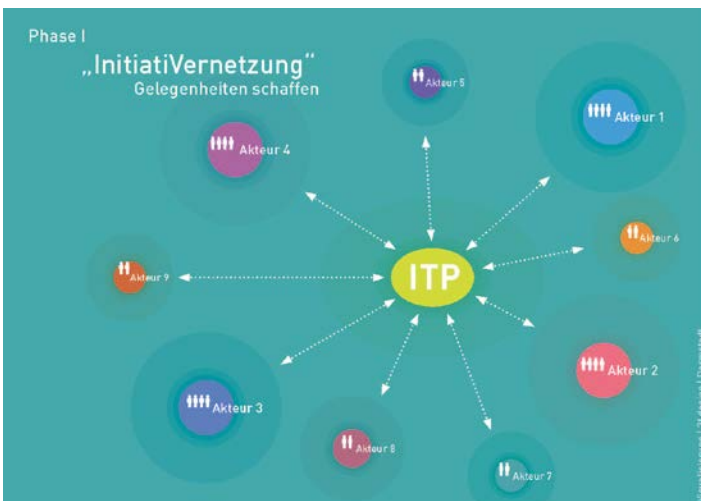 Phase I
„InitiatiVernetzung“
Gelegenheiten schaffen
Akteur 5
Akteur 1
Akteur 4
Akteur 6
Akteur 9
ITP
Akteur 2
Akteur 3
Akteur 8
Akteur 7